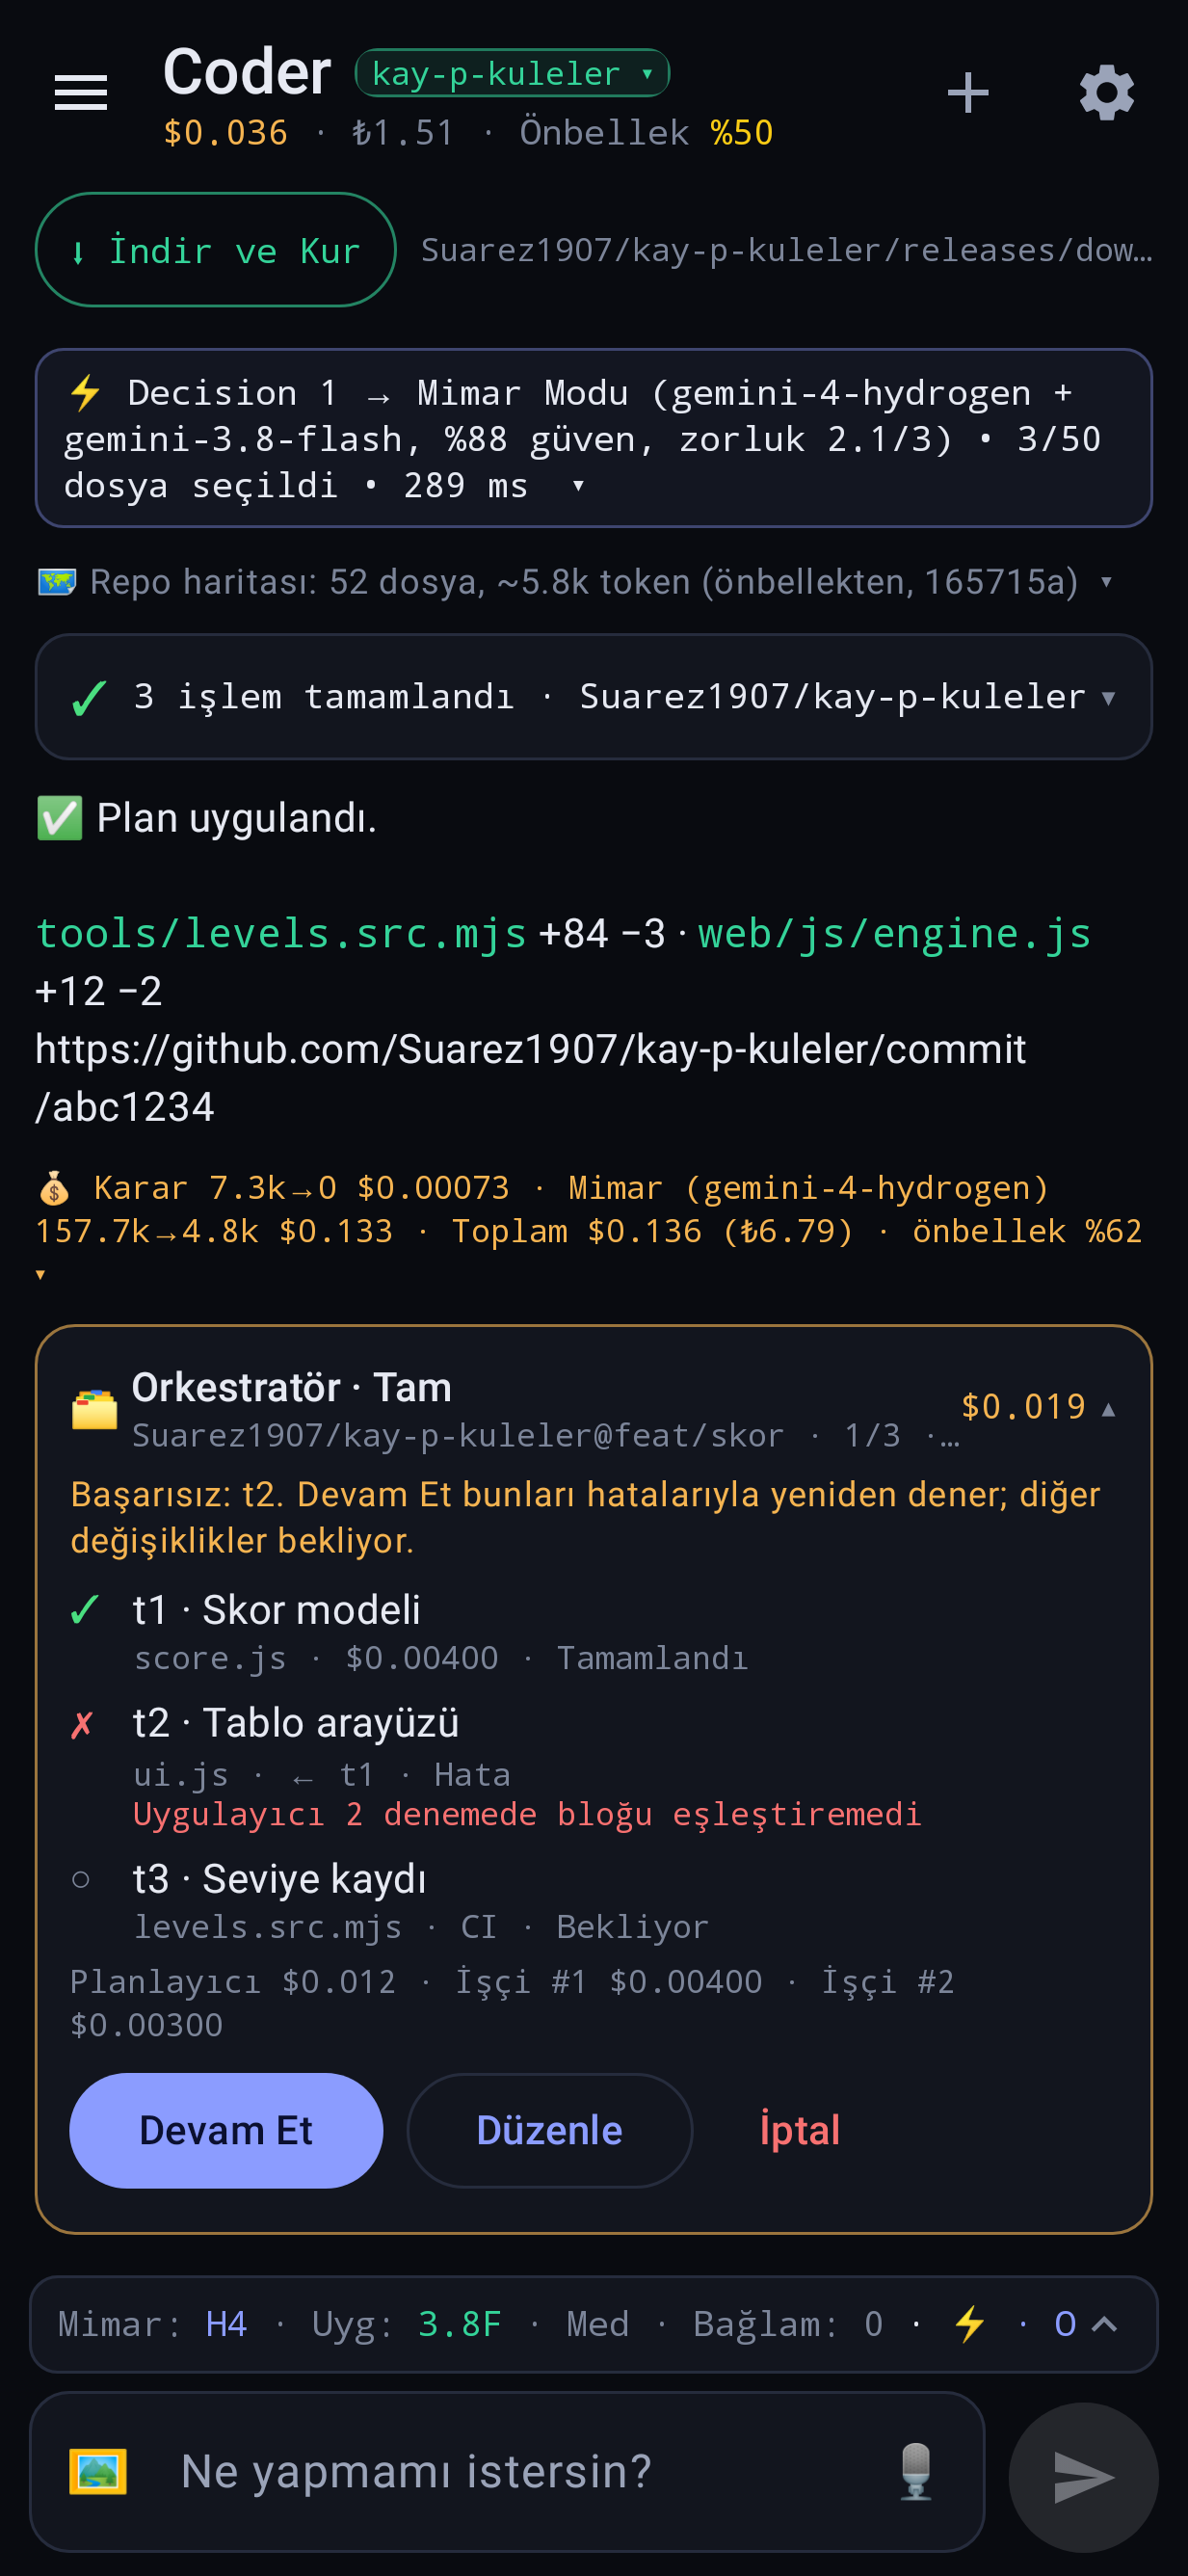 Coder kay-p-kuleler ▾
$0.036 · ₺1.51 · Önbellek %50
⭳ İndir ve Kur Suarez1907/kay-p-kuleler/releases/dow…
⚡ Decision 1 → Mimar Modu (gemini-4-hydrogen +
gemini-3.8-flash, %88 güven, zorluk 2.1/3) • 3/50
dosya seçildi • 289 ms ▾
🗺️ Repo haritası: 52 dosya, ~5.8k token (önbellekten, 165715a) ▾
✓ 3 işlem tamamlandı · Suarez1907/kay-p-kuleler ▾
✅ Plan uygulandı.
tools/levels.src.mjs +84 −3 · web/js/engine.js
+12 −2
https://github.com/Suarez1907/kay-p-kuleler/commit
/abc1234
💰 Karar 7.3k→0 $0.00073 · Mimar (gemini-4-hydrogen)
157.7k→4.8k $0.133 · Toplam $0.136 (₺6.79) · önbellek %62
▾
🗂️ Orkestratör · Tam
Suarez1907/kay-p-kuleler@feat/skor · 1/3 ·… $0.019 ▴
Başarısız: t2. Devam Et bunları hatalarıyla yeniden dener; diğer
değişiklikler bekliyor.
✓ t1 · Skor modeli
score.js · $0.00400 · Tamamlandı
✗ t2 · Tablo arayüzü
ui.js · ← t1 · Hata
Uygulayıcı 2 denemede bloğu eşleştiremedi
○ t3 · Seviye kaydı
levels.src.mjs · CI · Bekliyor
Planlayıcı $0.012 · İşçi #1 $0.00400 · İşçi #2
$0.00300
Devam Et Düzenle İptal
Mimar: H4 · Uyg: 3.8F · Med · Bağlam: 0 · ⚡ · O
Ne yapmamı istersin?